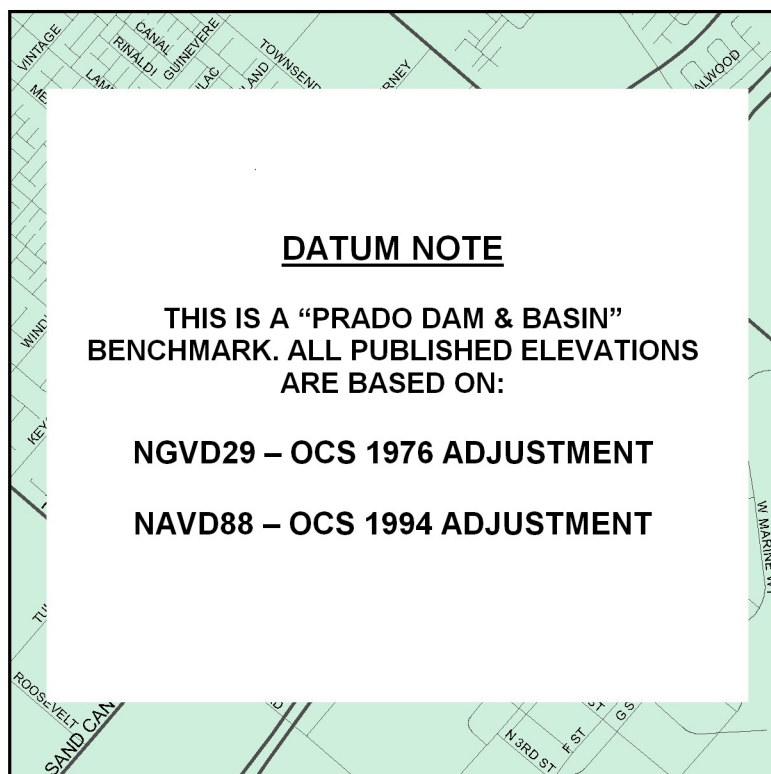 VINTAGE
CANAL
RINALDI
GUINEVERE
TOWNSEND
ALWOOD
DATUM NOTE
THIS IS A “PRADO DAM & BASIN”
BENCHMARK. ALL PUBLISHED ELEVATIONS
ARE BASED ON:
NGVD29 – OCS 1976 ADJUSTMENT
NAVD88 – OCS 1994 ADJUSTMENT
W MARINE WY
ROOSEVELT
SAND CAN
N 3RD ST
F ST
G S